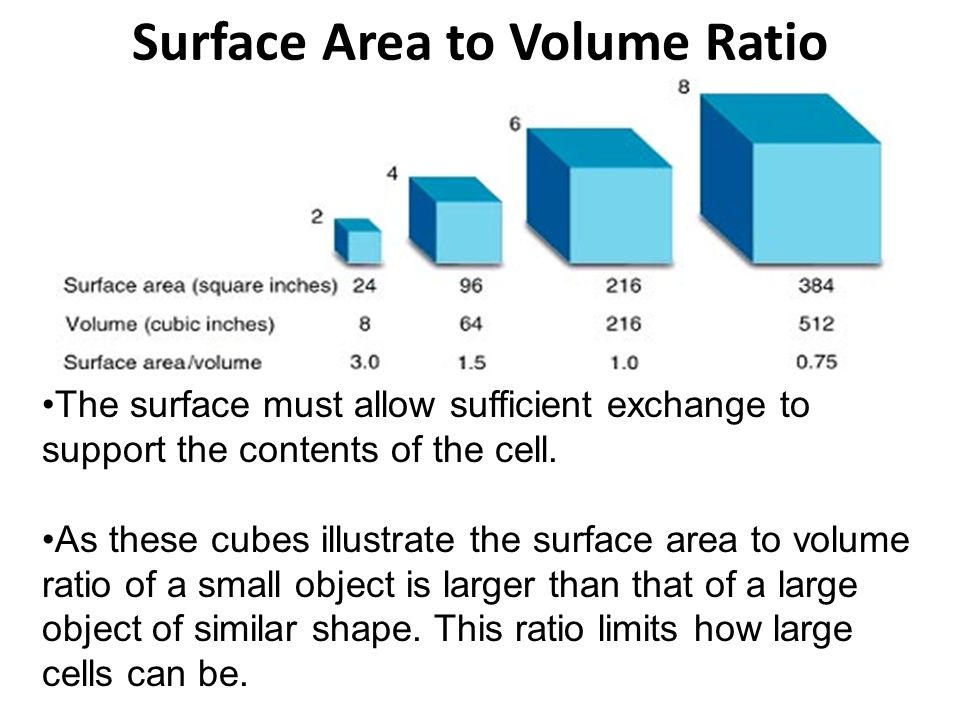 Surface Area to Volume Ratio
8
6
4
2
Surface area (square inches) 24 96 216 384
Volume (cubic inches) 8 64 216 512
Surface area/volume 3.0 1.5 1.0 0.75
•The surface must allow sufficient exchange to
support the contents of the cell.
•As these cubes illustrate the surface area to volume
ratio of a small object is larger than that of a large
object of similar shape. This ratio limits how large
cells can be.